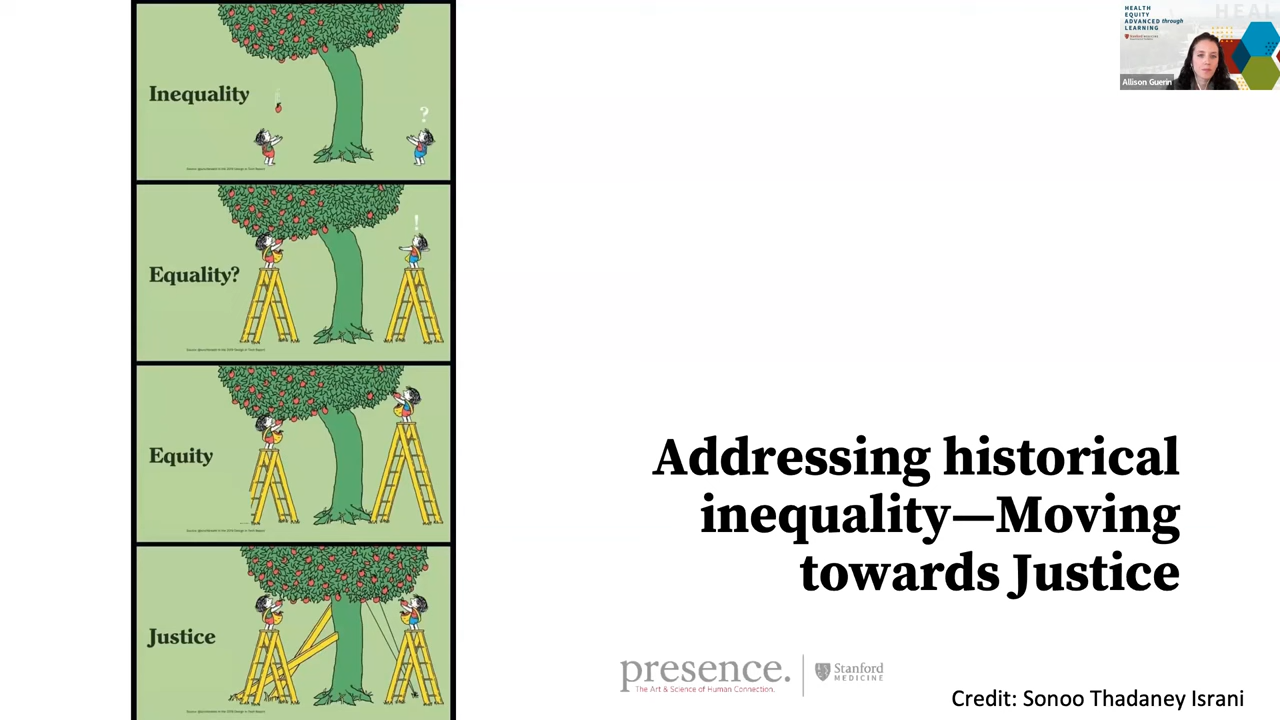 Inequality
?
Equality?
!
Equity
Justice
HEALTH
EQUITY
ADVANCED through
LEARNING
HEAL
Allison Guerin
Addressing historical
inequality—Moving
towards Justice
presence.
The Art & Science of Human Connection.
Stanford
MEDICINE
Credit: Sonoo Thadaney Israni